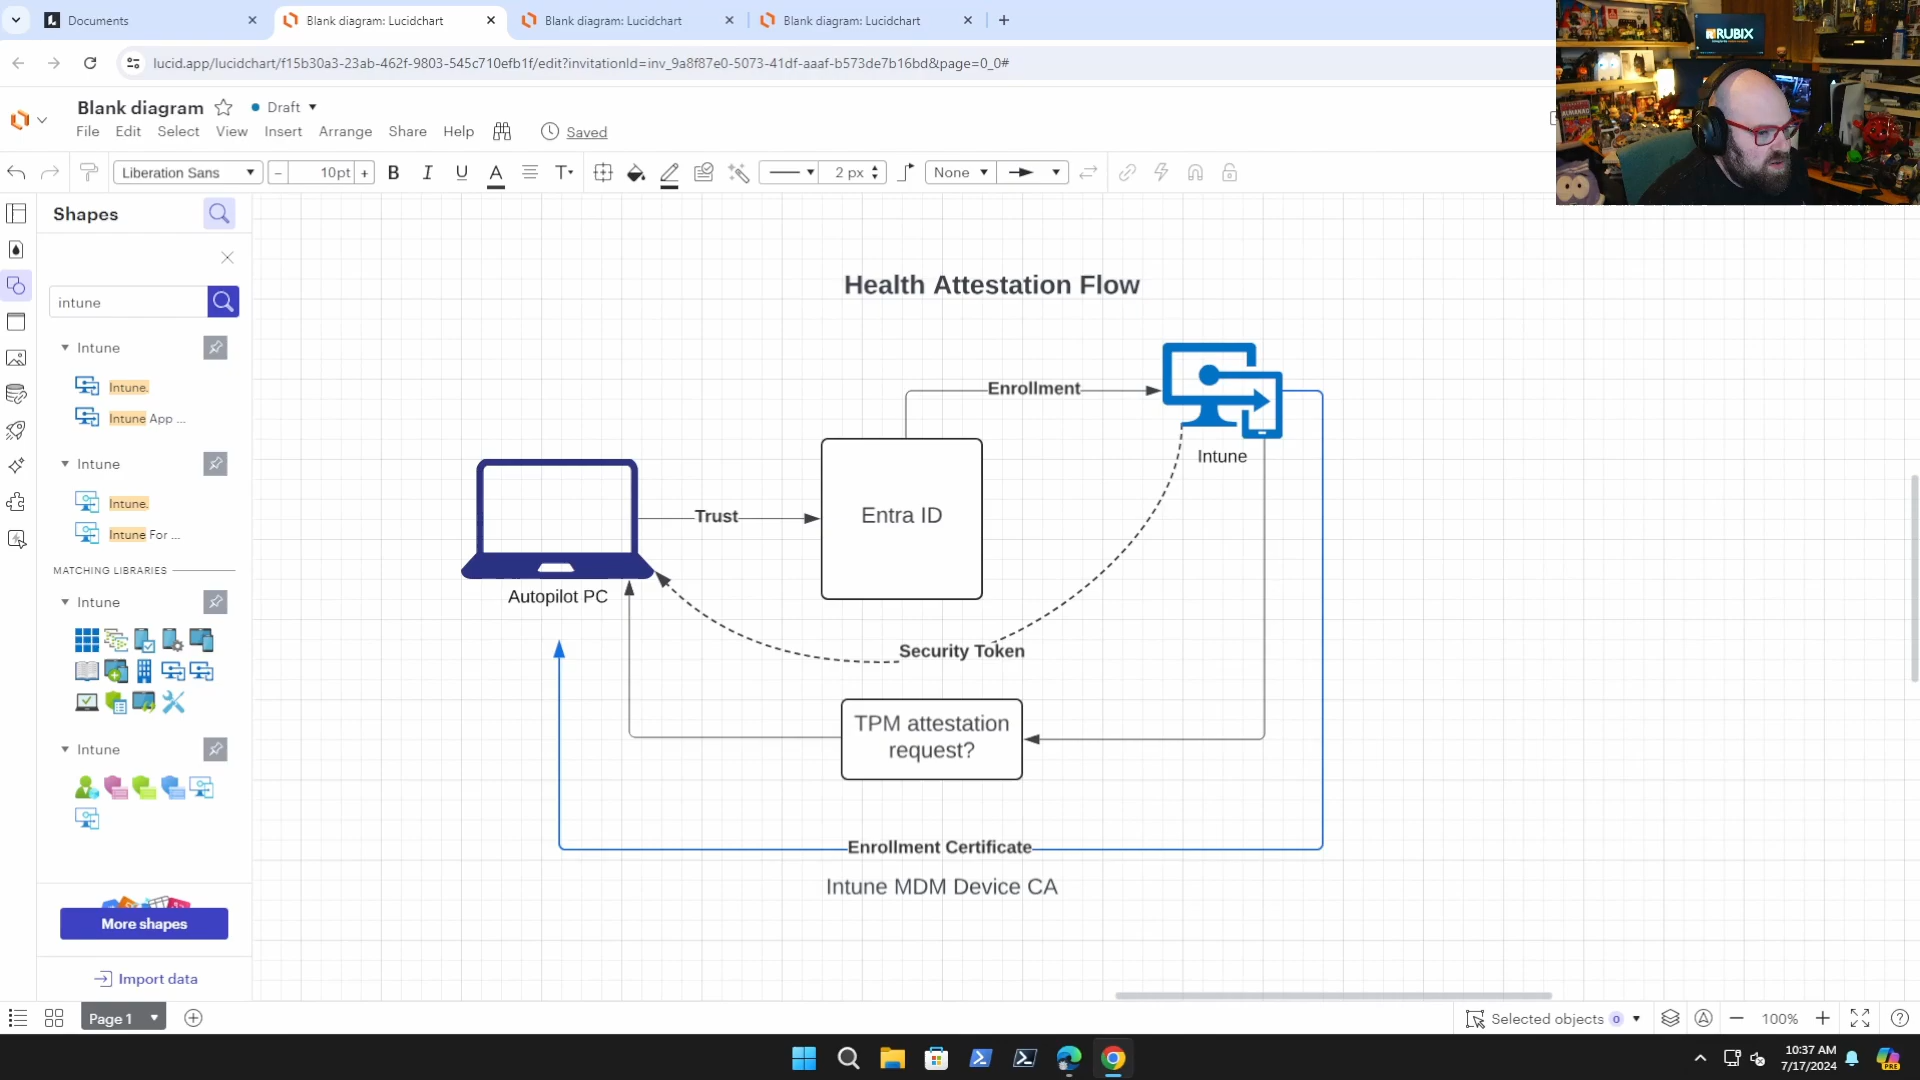 Documents
Blank diagram: Lucidchart
Blank diagram: Lucidchart
Blank diagram: Lucidchart
lucid.app/lucidchart/f15b30a3-23ab-462f-9803-545c710efb1f/edit?invitationId=inv_9a8f87e0-5073-41df-aaaf-b573de7b16bd&page=0_0#
RUBIX
Blank diagram
Draft
File Edit Select View Insert Arrange Share Help Saved
Liberation Sans
- 10pt +
B I U A T
2 px
None
Shapes
intune
Intune
Intune.
Intune App ...
Intune
Intune.
Intune For ...
MATCHING LIBRARIES
Intune
Intune
More shapes
Import data
Health Attestation Flow
Enrollment
Intune
Entra ID
Trust
Autopilot PC
Security Token
TPM attestation
request?
Enrollment Certificate
Intune MDM Device CA
Page 1
Selected objects 0
100%
10:37 AM
7/17/2024